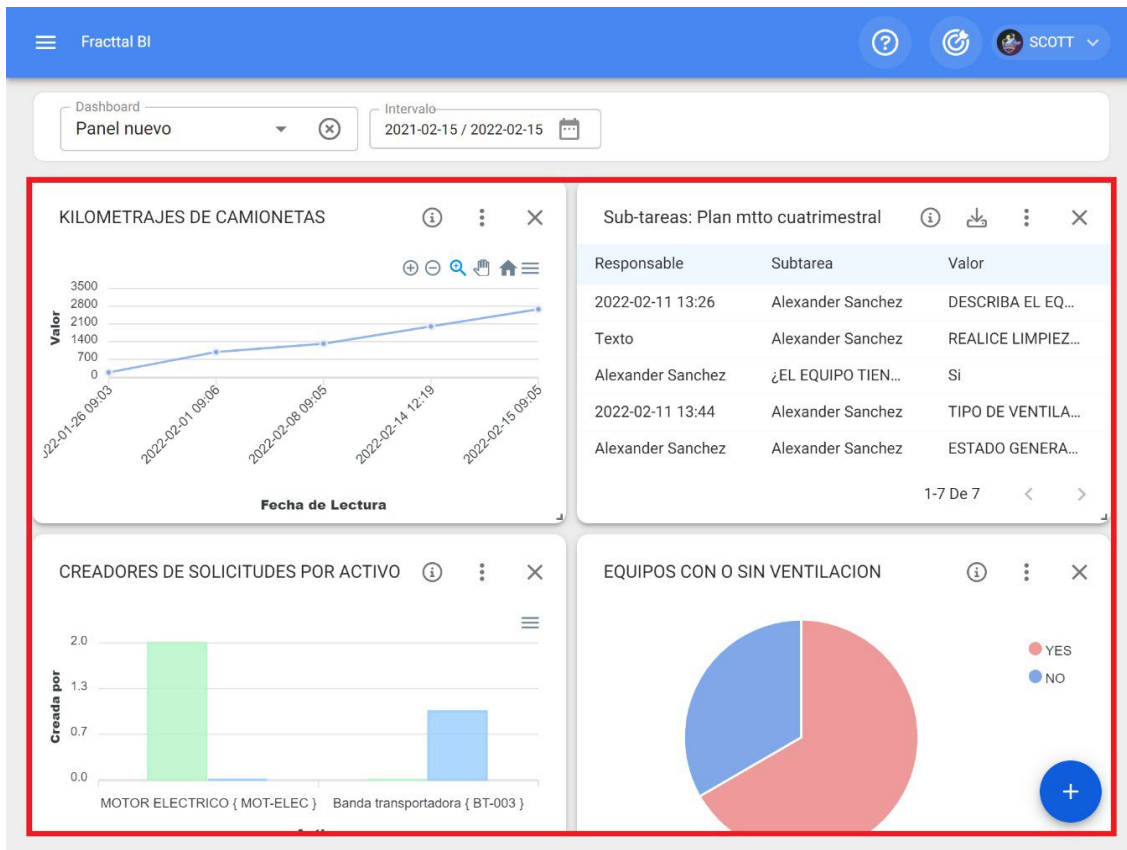 Fracttal BI
SCOTT
Dashboard
Panel nuevo
Intervalo
2021-02-15 / 2022-02-15
KILOMETRAJES DE CAMIONETAS
3500
2800
2100
1400
700
0
Valor
22-01-26 09:03
2022-02-01 09:06
2022-02-08 09:05
2022-02-14 12:19
2022-02-15 09:05
Fecha de Lectura
Sub-tareas: Plan mtto cuatrimestral
Responsable Subtarea Valor
2022-02-11 13:26 Alexander Sanchez DESCRIBA EL EQ...
Texto Alexander Sanchez REALICE LIMPIEZ...
Alexander Sanchez ¿EL EQUIPO TIEN... Si
2022-02-11 13:44 Alexander Sanchez TIPO DE VENTILA...
Alexander Sanchez Alexander Sanchez ESTADO GENERA...
1-7 De 7
CREADORES DE SOLICITUDES POR ACTIVO
2.0
1.3
0.7
0.0
Creada por
MOTOR ELECTRICO { MOT-ELEC } Banda transportadora { BT-003 }
EQUIPOS CON O SIN VENTILACION
YES
NO